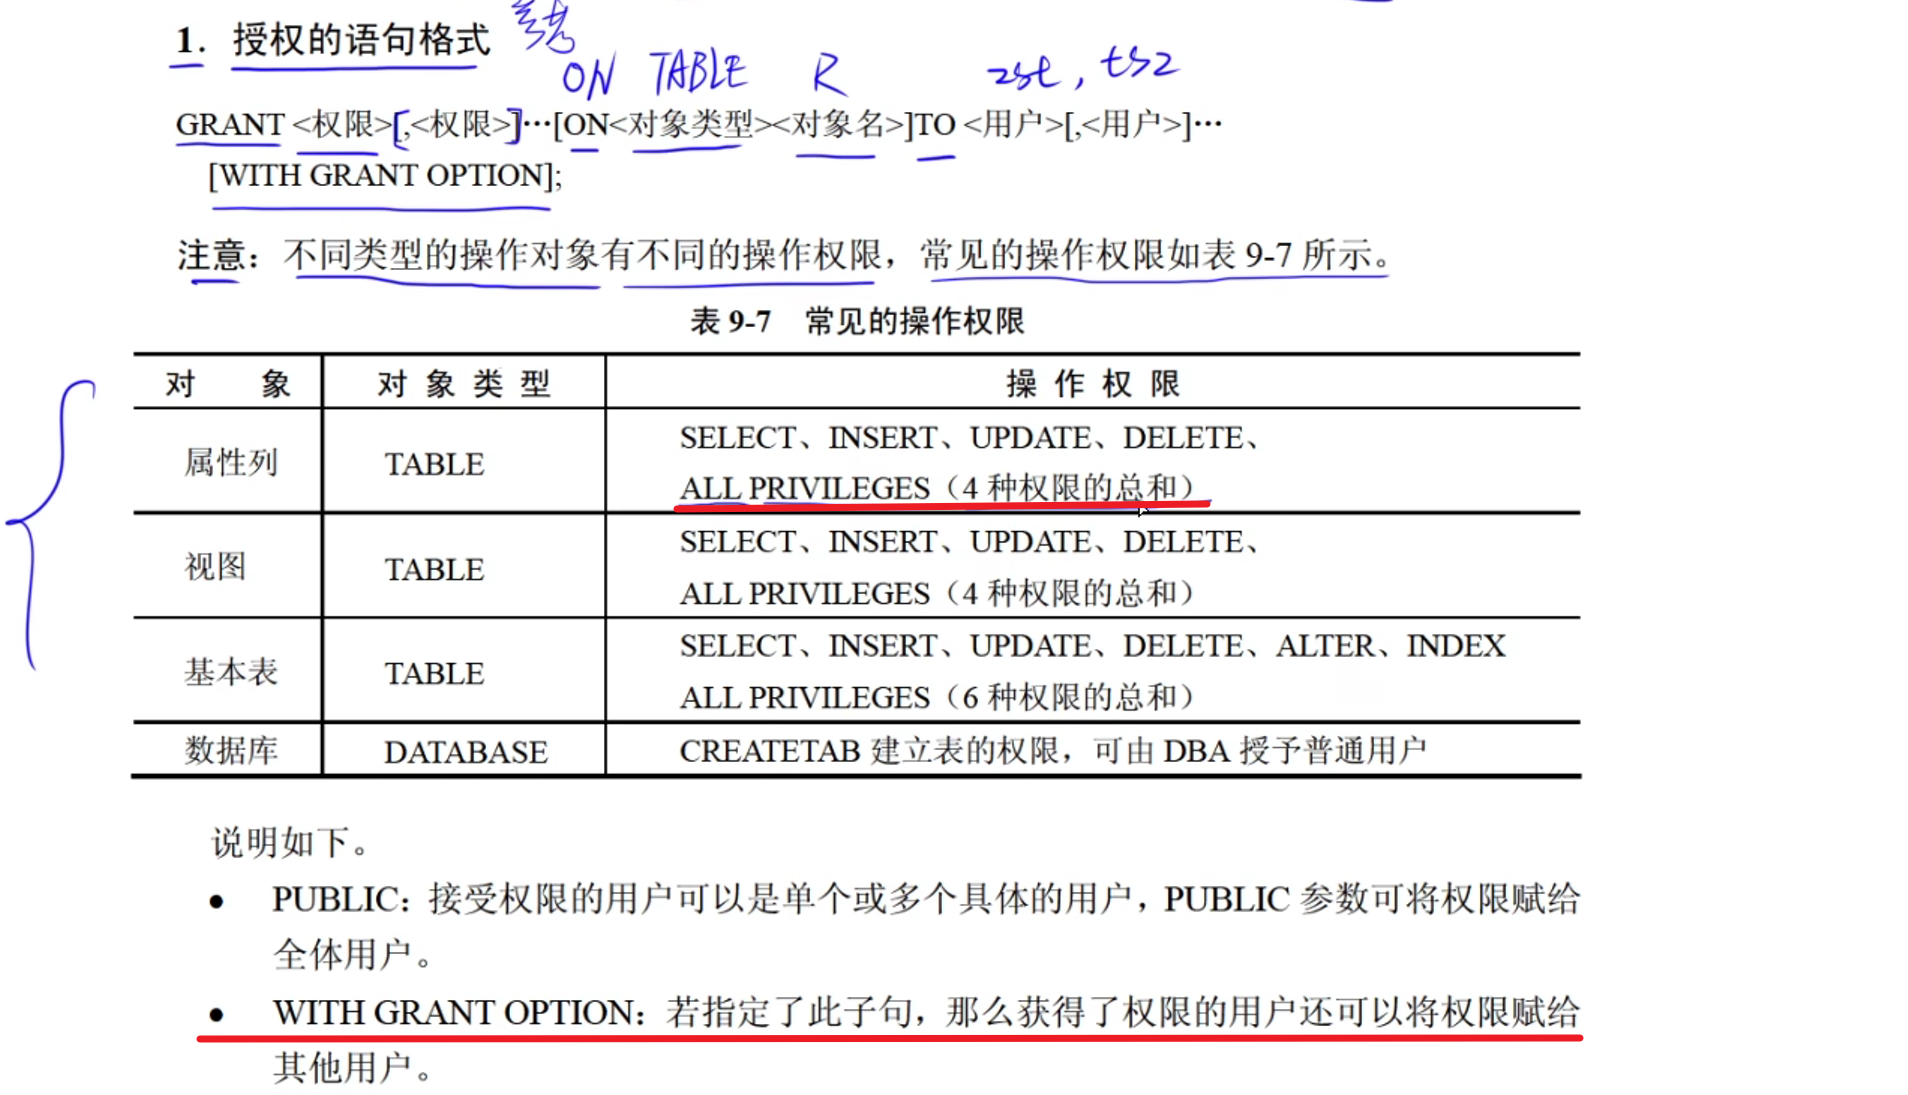 1. 授权的语句格式
ON TABLE R zst, ts2
GRANT <权限>[,<权限>]…[ON<对象类型><对象名>]TO <用户>[,<用户>]…
[WITH GRANT OPTION];
注意：不同类型的操作对象有不同的操作权限，常见的操作权限如表 9-7 所示。
表 9-7 常见的操作权限
对 象 对 象 类 型 操 作 权 限
属性列 TABLE SELECT、INSERT、UPDATE、DELETE、
ALL PRIVILEGES（4 种权限的总和）
视图 TABLE SELECT、INSERT、UPDATE、DELETE、
ALL PRIVILEGES（4 种权限的总和）
基本表 TABLE SELECT、INSERT、UPDATE、DELETE、ALTER、INDEX
ALL PRIVILEGES（6 种权限的总和）
数据库 DATABASE CREATETAB 建立表的权限，可由 DBA 授予普通用户
说明如下。
• PUBLIC：接受权限的用户可以是单个或多个具体的用户，PUBLIC 参数可将权限赋给
全体用户。
• WITH GRANT OPTION：若指定了此子句，那么获得了权限的用户还可以将权限赋给
其他用户。